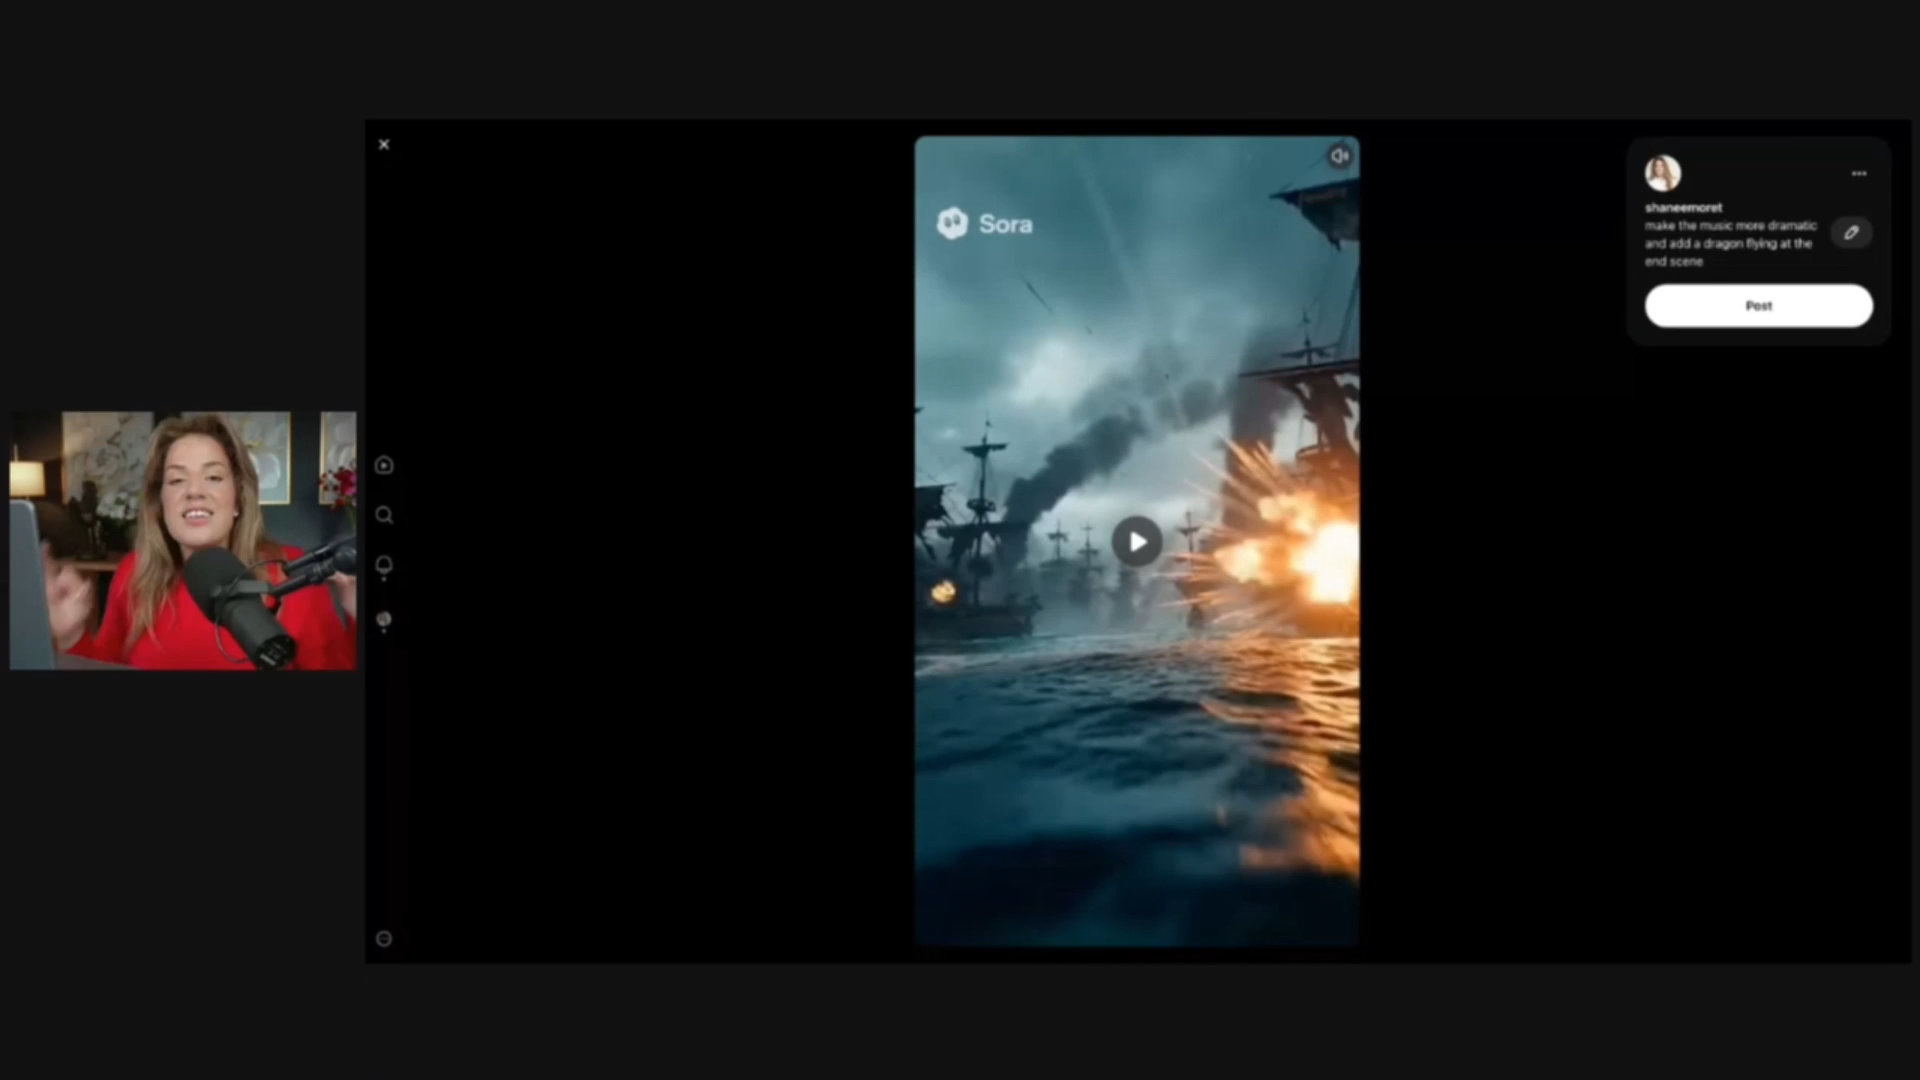 Sora
shaneemoret
make the music more dramatic
and add a dragon flying at the
end scene
Post